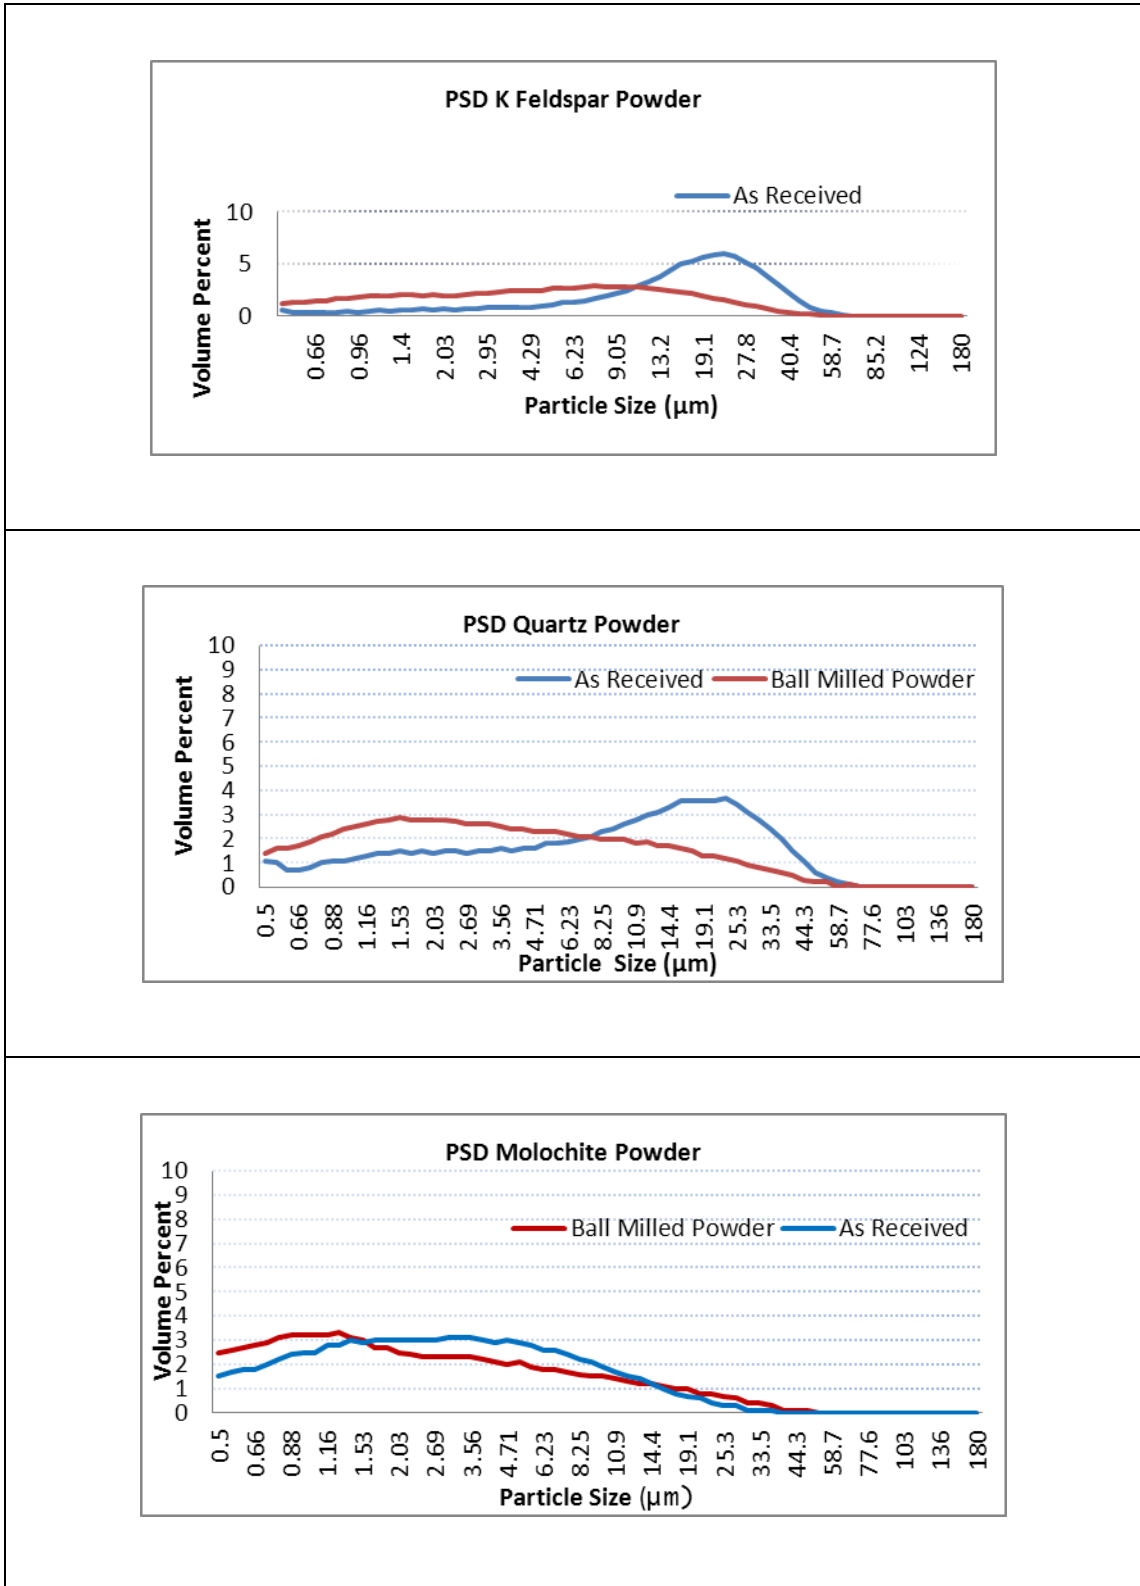 PSD K Feldspar Powder
As Received
10
5
0
Volume Percent
0.66 0.96 1.4 2.03 2.95 4.29 6.23 9.05 13.2 19.1 27.8 40.4 58.7 85.2 124 180
Particle Size (µm)
PSD Quartz Powder
As Received Ball Milled Powder
10
9
8
7
6
5
4
3
2
1
0
Volume Percent
0.5 0.66 0.88 1.16 1.53 2.03 2.69 3.56 4.71 6.23 8.25 10.9 14.4 19.1 25.3 33.5 44.3 58.7 77.6 103 136 180
Particle Size (µm)
PSD Molochite Powder
Ball Milled Powder As Received
10
9
8
7
6
5
4
3
2
1
0
Volume Percent
0.5 0.66 0.88 1.16 1.53 2.03 2.69 3.56 4.71 6.23 8.25 10.9 14.4 19.1 25.3 33.5 44.3 58.7 77.6 103 136 180
Particle Size (µm)